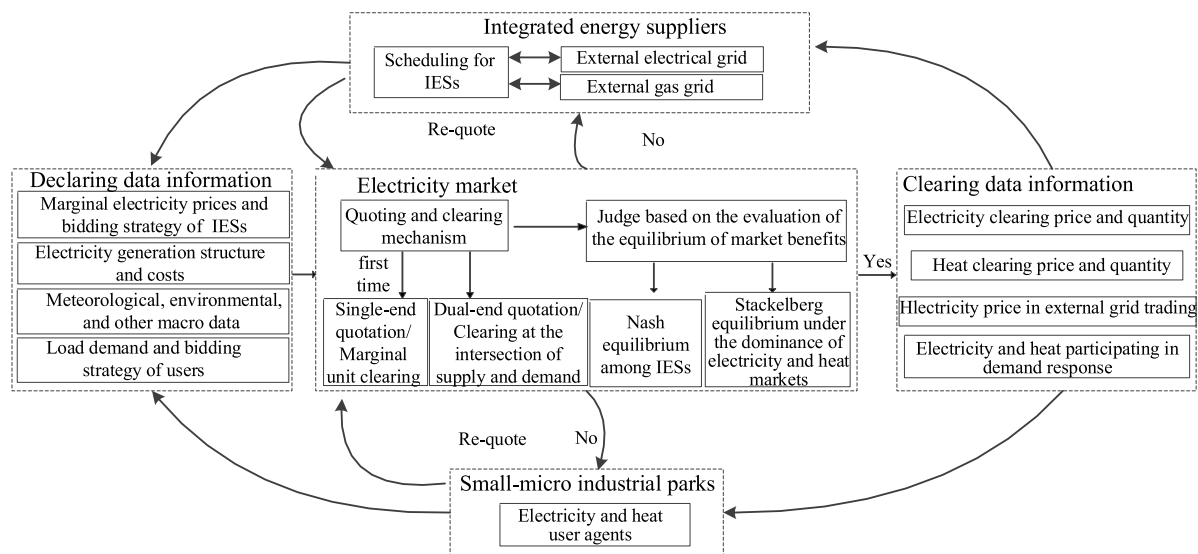 Integrated energy suppliers
Scheduling for
IESs
External electrical grid
External gas grid
Re-quote
No
Declaring data information
Marginal electricity prices and
bidding strategy of IESs
Electricity generation structure
and costs
Meteorological, environmental,
and other macro data
Load demand and bidding
strategy of users
Electricity market
Quoting and clearing
mechanism
Judge based on the evaluation of
the equilibrium of market benefits
first
time
Single-end
quotation/
Marginal
unit clearing
Dual-end quotation/
Clearing at the
intersection of
supply and demand
Nash
equilibrium
among IESs
Stackelberg
equilibrium under
the dominance of
electricity and heat
markets
Yes
Clearing data information
Electricity clearing price and quantity
Heat clearing price and quantity
Hlectricity price in external grid trading
Electricity and heat participating in
demand response
Re-quote
No
Small-micro industrial parks
Electricity and heat
user agents